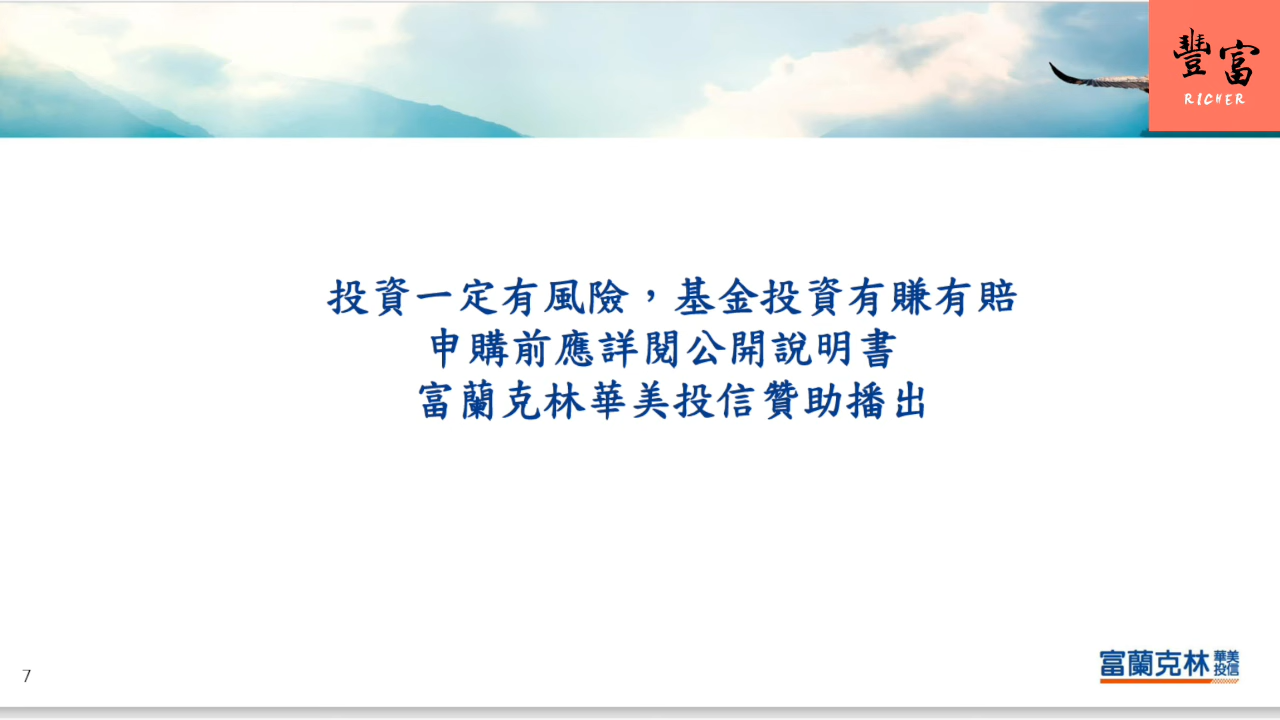 豐富
RICHER
投資一定有風險，基金投資有賺有賠
申購前應詳閱公開說明書
富蘭克林華美投信贊助播出
7
富蘭克林華美投信